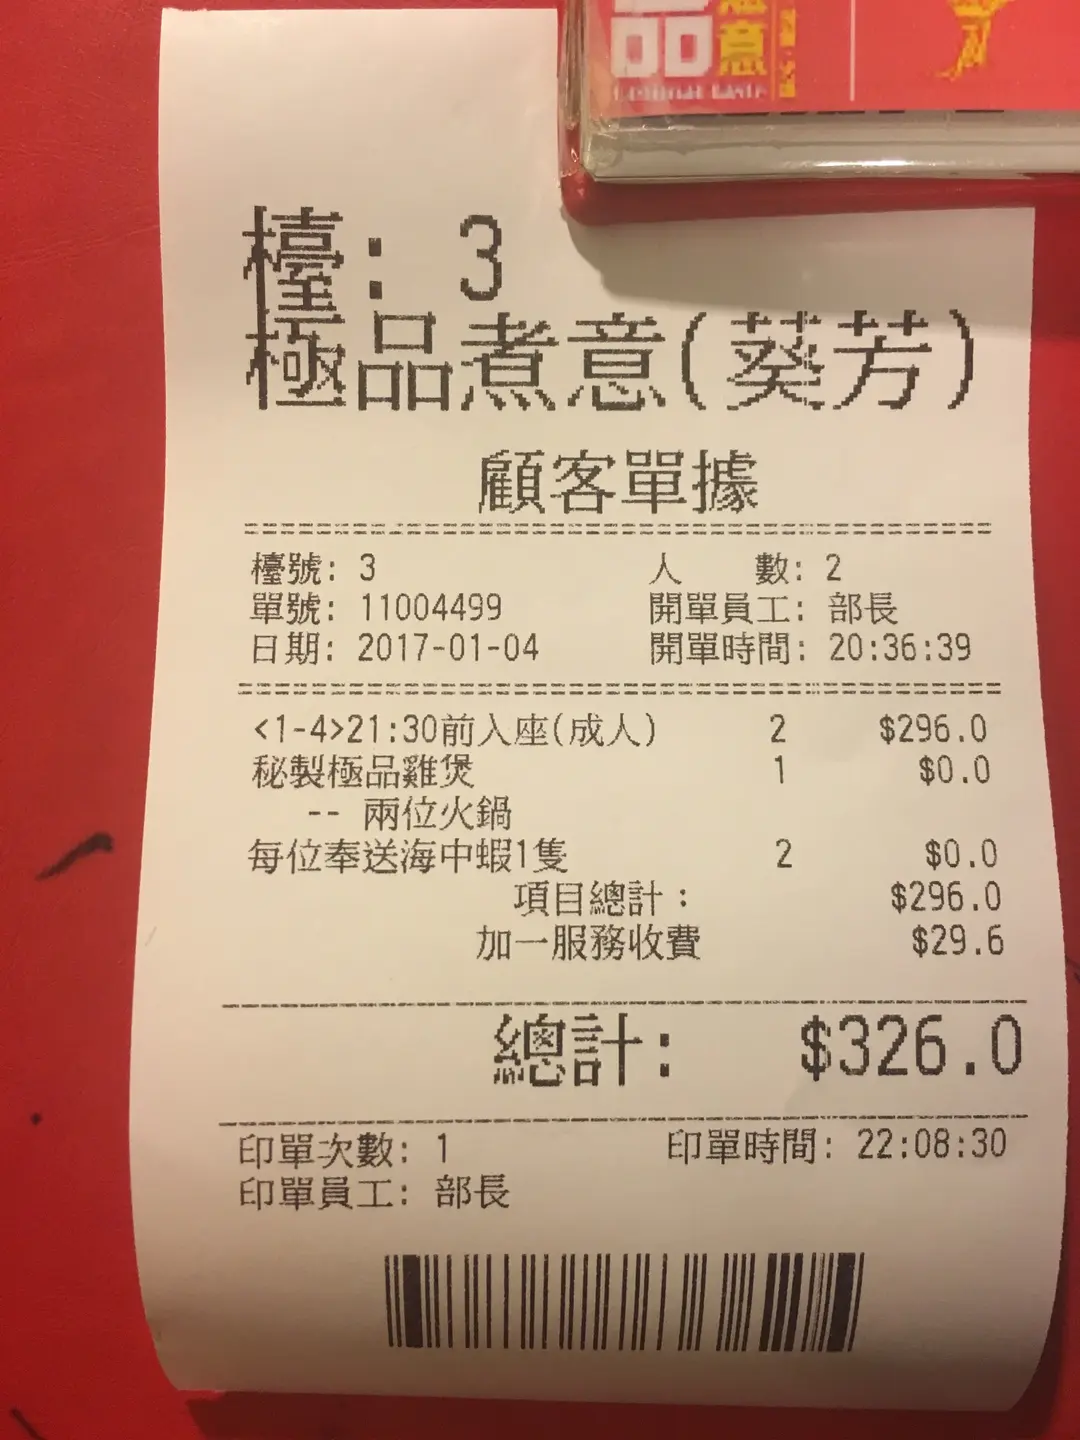 品 意
檯: 3
極品煮意(葵芳)
顧客單據
檯號: 3 人 數: 2
單號: 11004499 開單員工: 部長
日期: 2017-01-04 開單時間: 20:36:39
<1-4>21:30前入座(成人) 2 $296.0
秘製極品雞煲 1 $0.0
-- 兩位火鍋
每位奉送海中蝦1隻 2 $0.0
項目總計: $296.0
加一服務收費 $29.6
總計: $326.0
印單次數: 1 印單時間: 22:08:30
印單員工: 部長